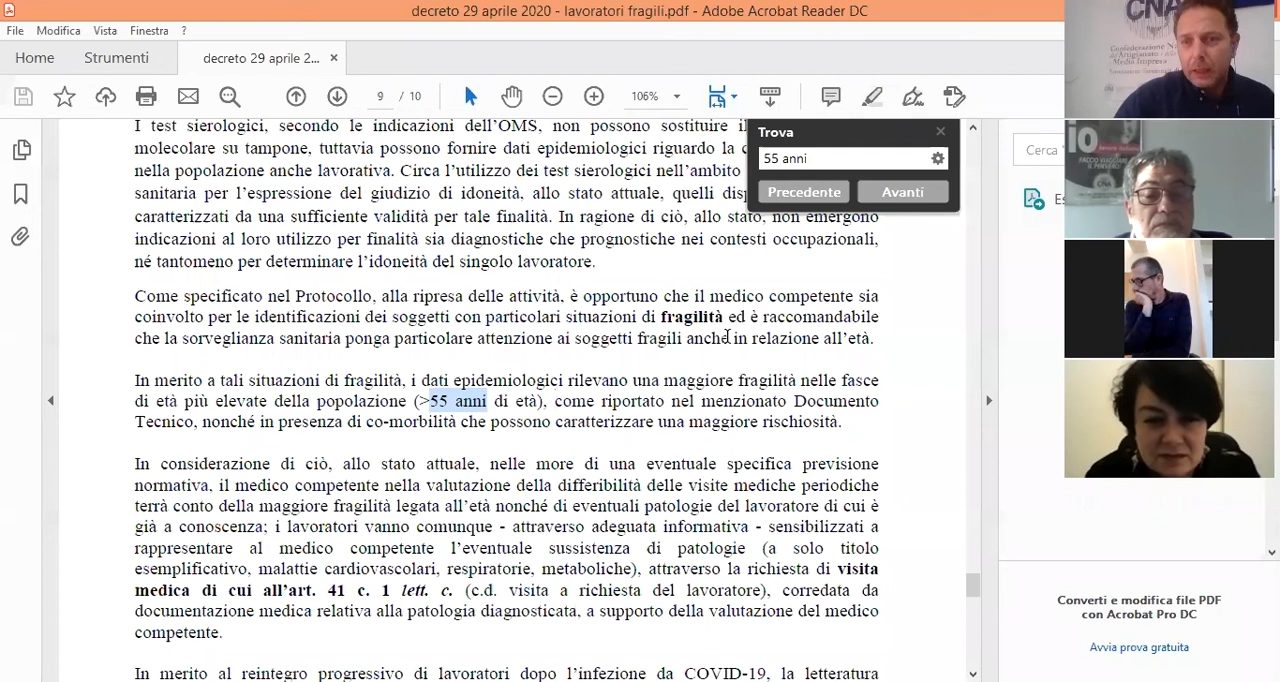 decreto 29 aprile 2020 - lavoratori fragili.pdf - Adobe Acrobat Reader DC
File Modifica Vista Finestra ?
Home Strumenti decreto 29 aprile 2... ×
9 / 10 106%
I test sierologici, secondo le indicazioni dell’OMS, non possono sostituire il
molecolare su tampone, tuttavia possono fornire dati epidemiologici riguardo la c
nella popolazione anche lavorativa. Circa l’utilizzo dei test sierologici nell’ambito
sanitaria per l’espressione del giudizio di idoneità, allo stato attuale, quelli disp
caratterizzati da una sufficiente validità per tale finalità. In ragione di ciò, allo stato, non emergono
indicazioni al loro utilizzo per finalità sia diagnostiche che prognostiche nei contesti occupazionali,
né tantomeno per determinare l’idoneità del singolo lavoratore.
Come specificato nel Protocollo, alla ripresa delle attività, è opportuno che il medico competente sia
coinvolto per le identificazioni dei soggetti con particolari situazioni di fragilità ed è raccomandabile
che la sorveglianza sanitaria ponga particolare attenzione ai soggetti fragili anche in relazione all’età.
In merito a tali situazioni di fragilità, i dati epidemiologici rilevano una maggiore fragilità nelle fasce
di età più elevate della popolazione (>55 anni di età), come riportato nel menzionato Documento
Tecnico, nonché in presenza di co-morbilità che possono caratterizzare una maggiore rischiosità.
In considerazione di ciò, allo stato attuale, nelle more di una eventuale specifica previsione
normativa, il medico competente nella valutazione della differibilità delle visite mediche periodiche
terrà conto della maggiore fragilità legata all’età nonché di eventuali patologie del lavoratore di cui è
già a conoscenza; i lavoratori vanno comunque - attraverso adeguata informativa - sensibilizzati a
rappresentare al medico competente l’eventuale sussistenza di patologie (a solo titolo
esemplificativo, malattie cardiovascolari, respiratorie, metaboliche), attraverso la richiesta di visita
medica di cui all’art. 41 c. 1 lett. c. (c.d. visita a richiesta del lavoratore), corredata da
documentazione medica relativa alla patologia diagnosticata, a supporto della valutazione del medico
competente.
In merito al reintegro progressivo di lavoratori dopo l’infezione da COVID-19, la letteratura
Trova
55 anni
Precedente Avanti
Cerca
Es
Converti e modifica file PDF
con Acrobat Pro DC
Avvia prova gratuita
CNA
io
FACCIO VIAGGIARE
IL PENSIERO
CNA